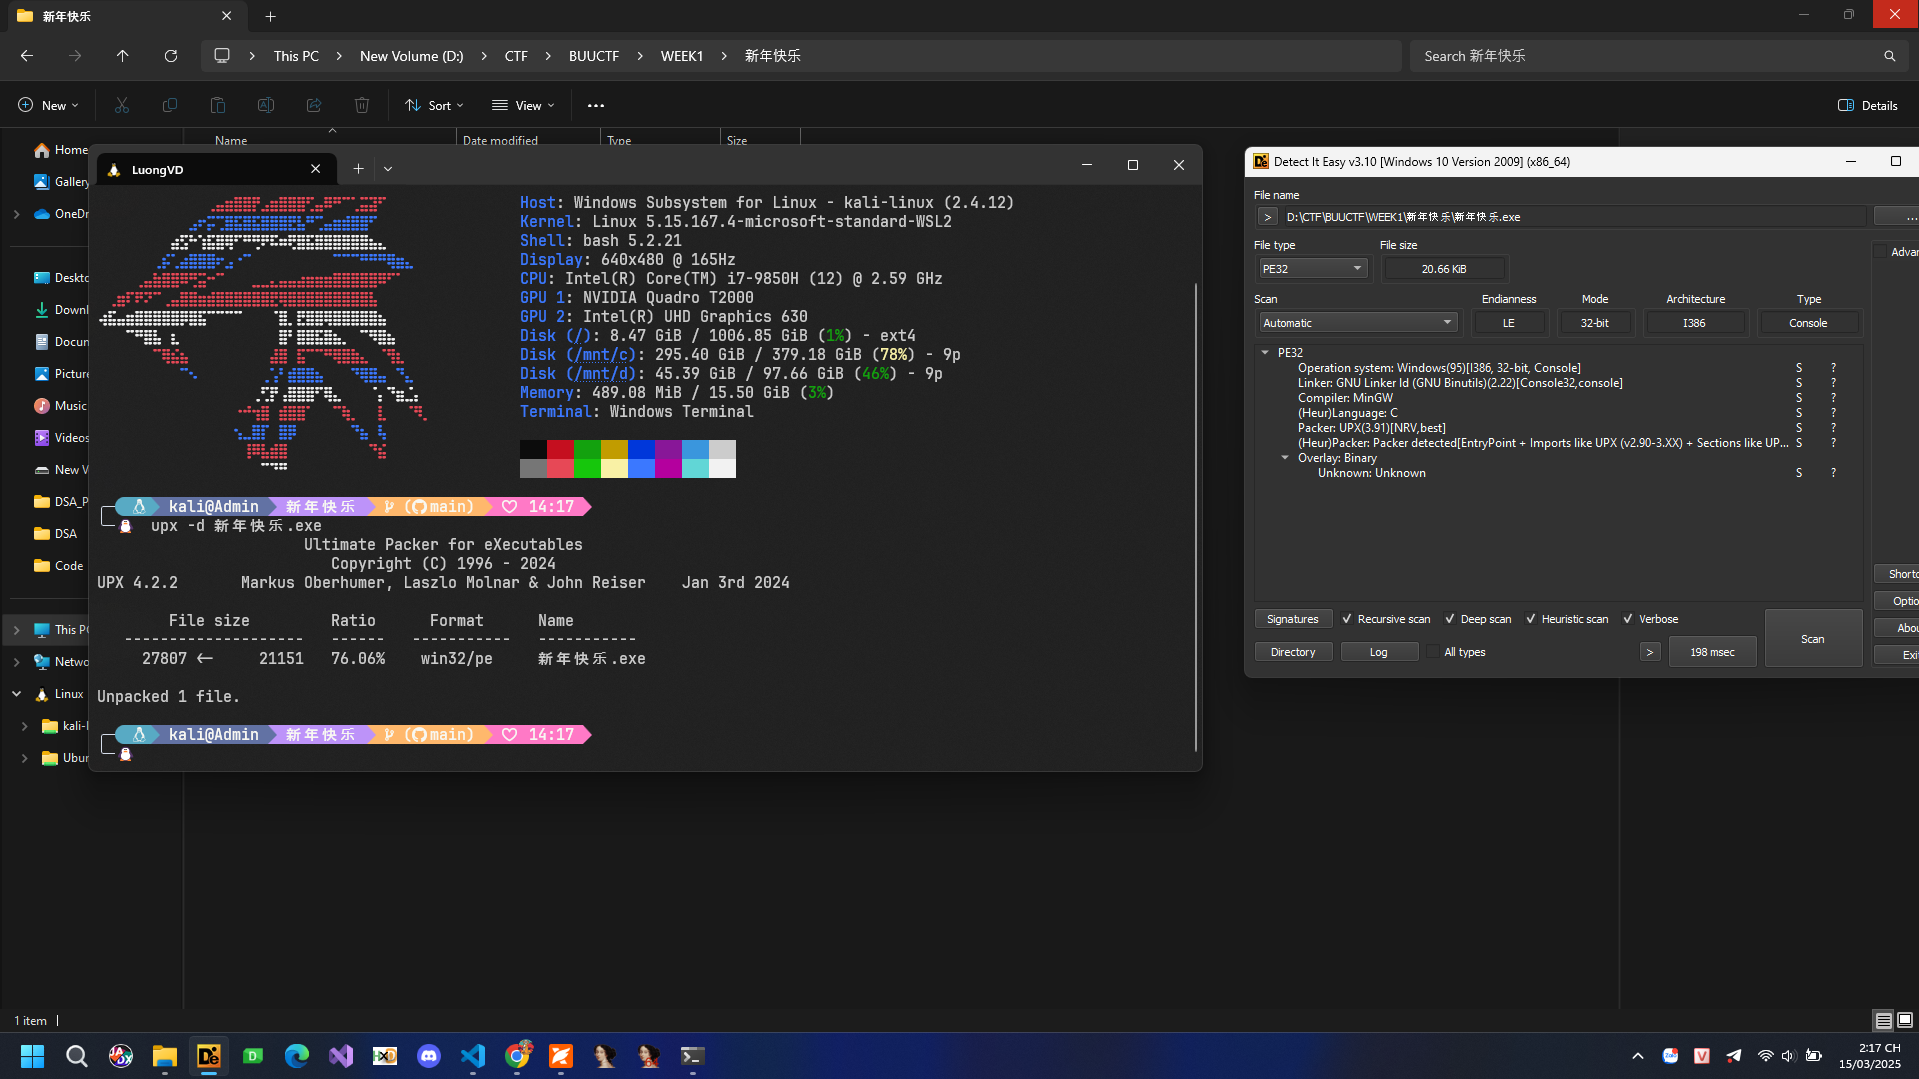 新年快乐
This PC
New Volume (D:)
CTF
BUUCTF
WEEK1
新年快乐
Search 新年快乐
New
Sort
View
Details
Name
Date modified
Type
Size
Home
Gallery
OneDr
Deskto
Downl
Docun
Picture
Music
Videos
New V
DSA_P
DSA
Code
This PC
Netwo
Linux
kali-l
Ubur
1 item
LuongVD
Host: Windows Subsystem for Linux - kali-linux (2.4.12)
Kernel: Linux 5.15.167.4-microsoft-standard-WSL2
Shell: bash 5.2.21
Display: 640x480 @ 165Hz
CPU: Intel(R) Core(TM) i7-9850H (12) @ 2.59 GHz
GPU 1: NVIDIA Quadro T2000
GPU 2: Intel(R) UHD Graphics 630
Disk (/): 8.47 GiB / 1006.85 GiB (1%) - ext4
Disk (/mnt/c): 295.40 GiB / 379.18 GiB (78%) - 9p
Disk (/mnt/d): 45.39 GiB / 97.66 GiB (46%) - 9p
Memory: 489.08 MiB / 15.50 GiB (3%)
Terminal: Windows Terminal
kali@Admin 新年快乐 (main) 14:17
upx -d 新年快乐.exe
Ultimate Packer for eXecutables
Copyright (C) 1996 - 2024
UPX 4.2.2 Markus Oberhumer, Laszlo Molnar & John Reiser Jan 3rd 2024
File size Ratio Format Name
-------------------- ------ ----------- -----------
27807 <- 21151 76.06% win32/pe 新年快乐.exe
Unpacked 1 file.
kali@Admin 新年快乐 (main) 14:17
Detect It Easy v3.10 [Windows 10 Version 2009] (x86_64)
File name
> D:\CTF\BUUCTF\WEEK1\新年快乐\新年快乐.exe ...
File type File size
PE32 20.66 KiB
Advan
Scan Endianness Mode Architecture Type
Automatic LE 32-bit I386 Console
PE32
Operation system: Windows(95)[I386, 32-bit, Console] S ?
Linker: GNU Linker ld (GNU Binutils)(2.22)[Console32,console] S ?
Compiler: MinGW S ?
(Heur)Language: C S ?
Packer: UPX(3.91)[NRV,best] S ?
(Heur)Packer: Packer detected[EntryPoint + Imports like UPX (v2.90-3.XX) + Sections like UP... S ?
Overlay: Binary
Unknown: Unknown S ?
Shortc
Optio
Abou
Exi
Signatures Recursive scan Deep scan Heuristic scan Verbose
Directory Log All types > 198 msec Scan
2:17 CH
15/03/2025